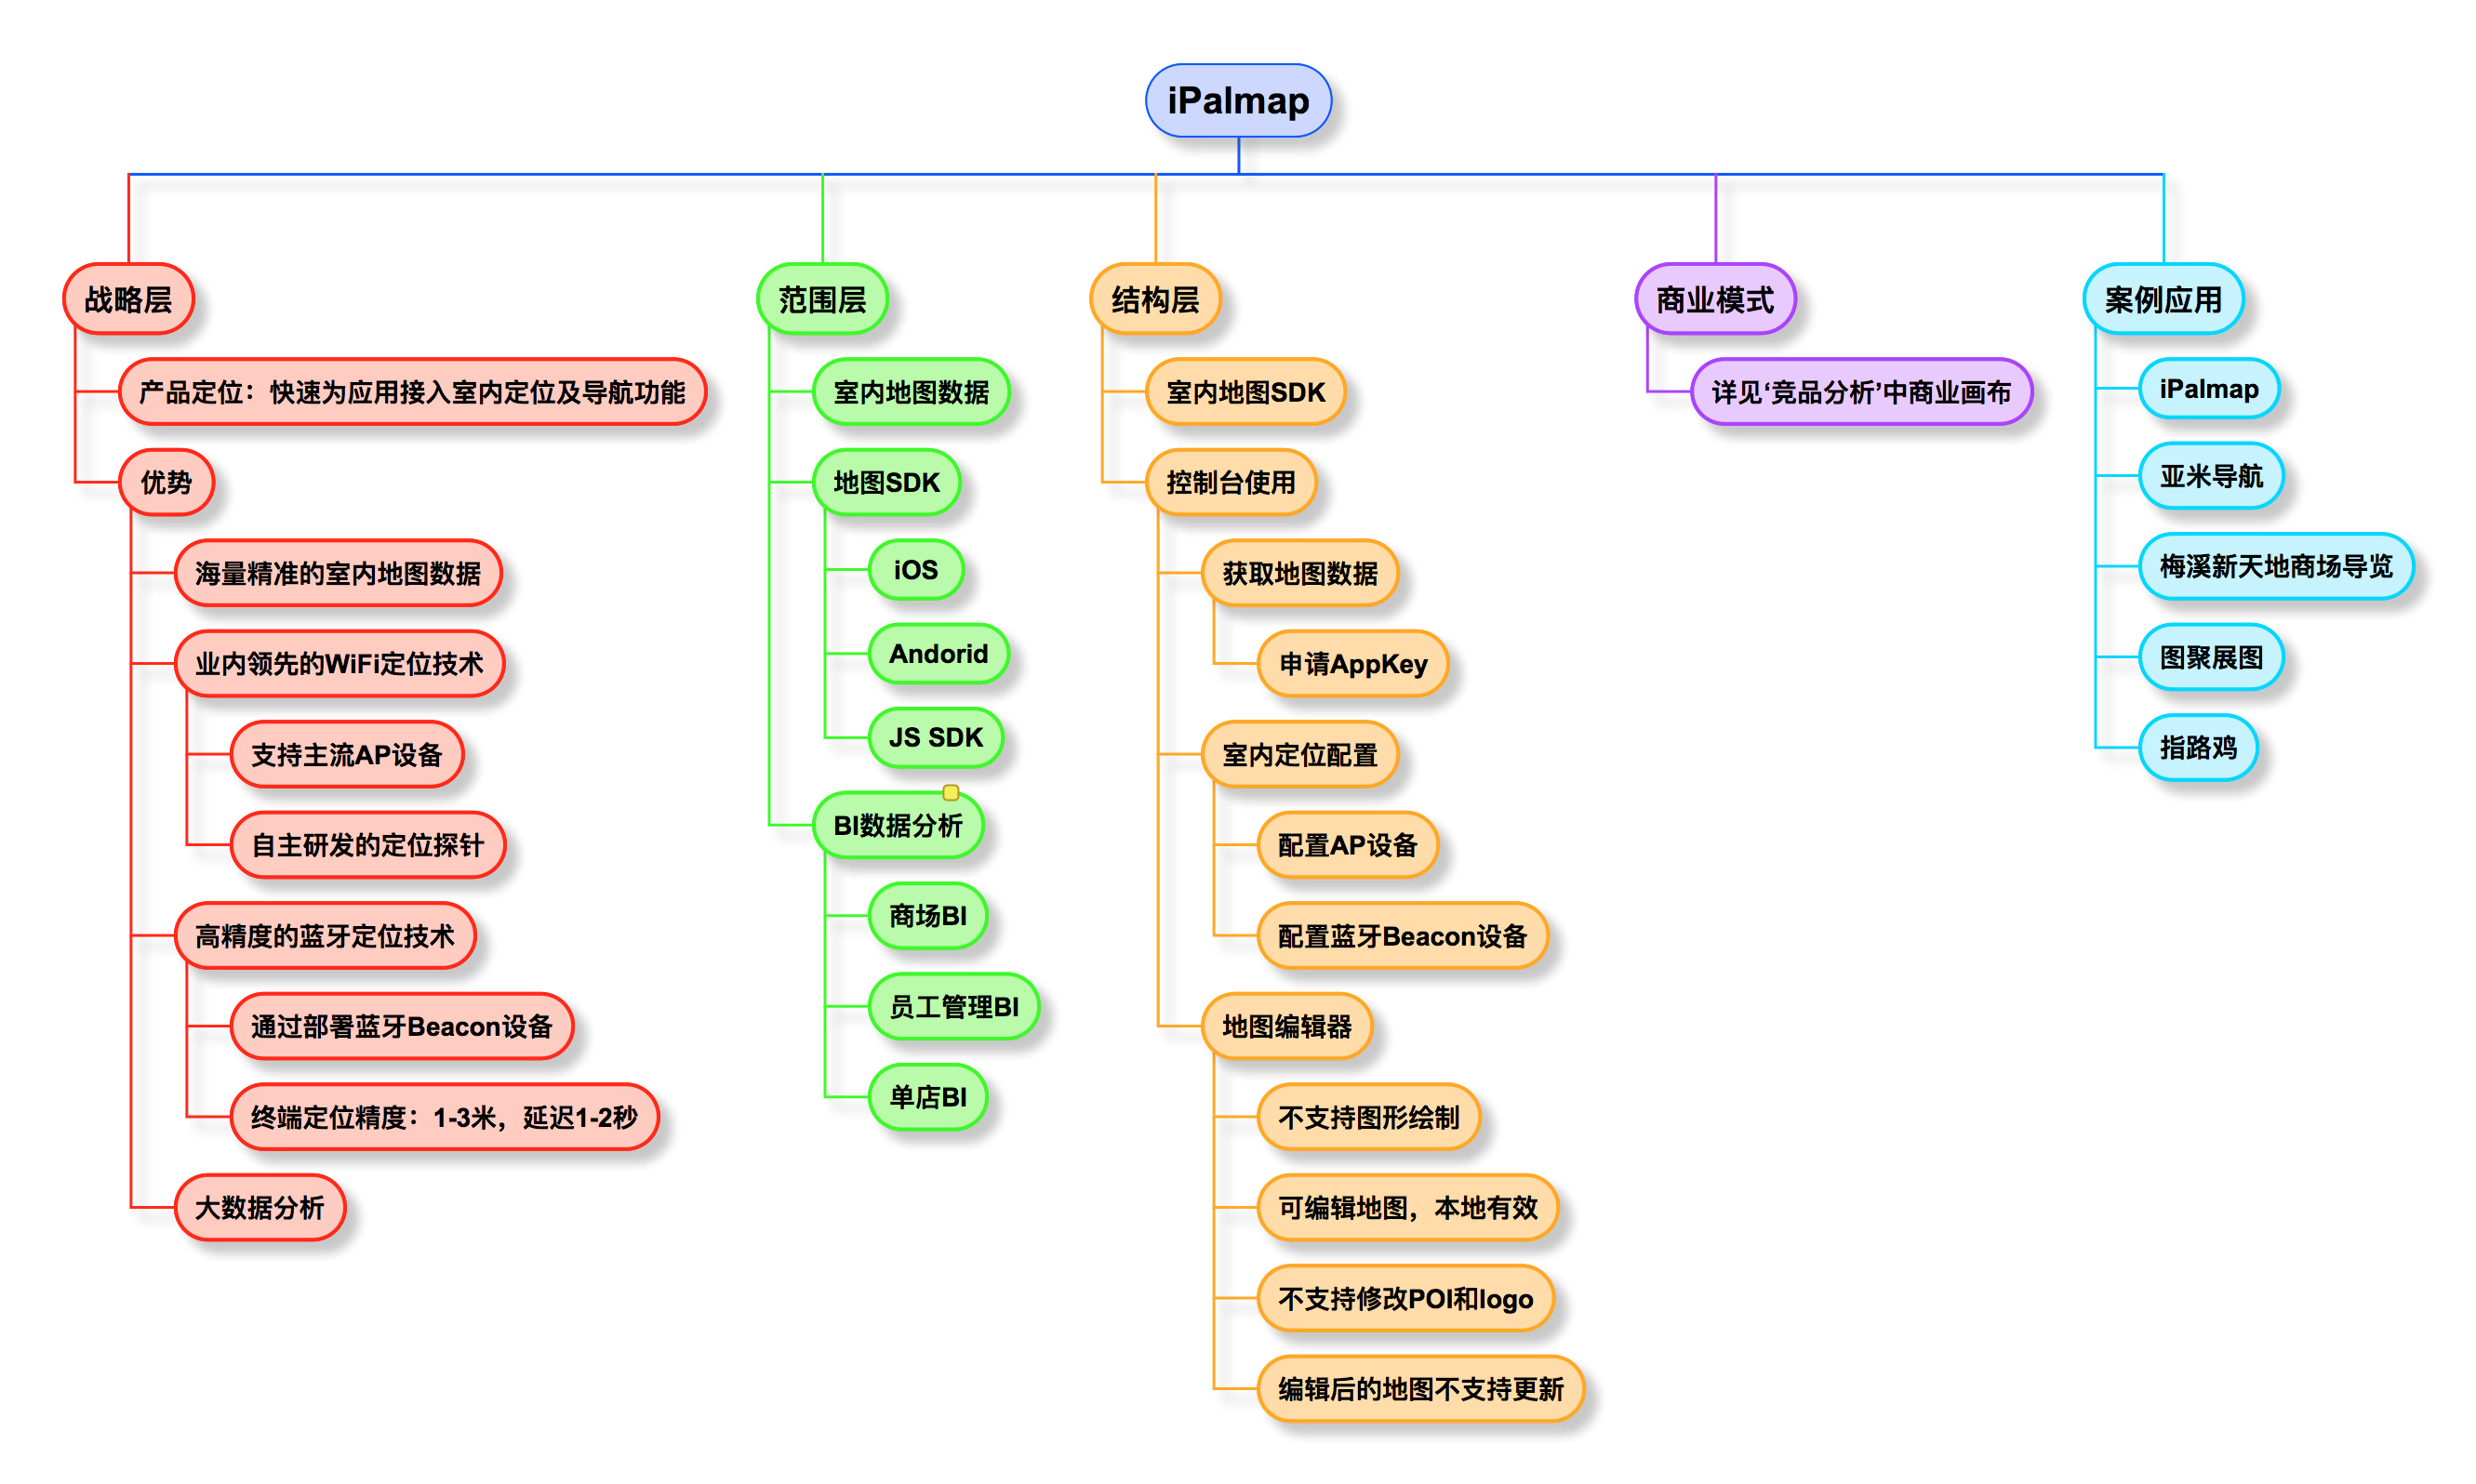 iPalmap
战略层
产品定位：快速为应用接入室内定位及导航功能
优势
海量精准的室内地图数据
业内领先的WiFi定位技术
支持主流AP设备
自主研发的定位探针
高精度的蓝牙定位技术
通过部署蓝牙Beacon设备
终端定位精度：1-3米，延迟1-2秒
大数据分析
范围层
室内地图数据
地图SDK
iOS
Andorid
JS SDK
BI数据分析
商场BI
员工管理BI
单店BI
结构层
室内地图SDK
控制台使用
获取地图数据
申请AppKey
室内定位配置
配置AP设备
配置蓝牙Beacon设备
地图编辑器
不支持图形绘制
可编辑地图，本地有效
不支持修改POI和logo
编辑后的地图不支持更新
商业模式
详见‘竞品分析’中商业画布
案例应用
iPalmap
亚米导航
梅溪新天地商场导览
图聚展图
指路鸡